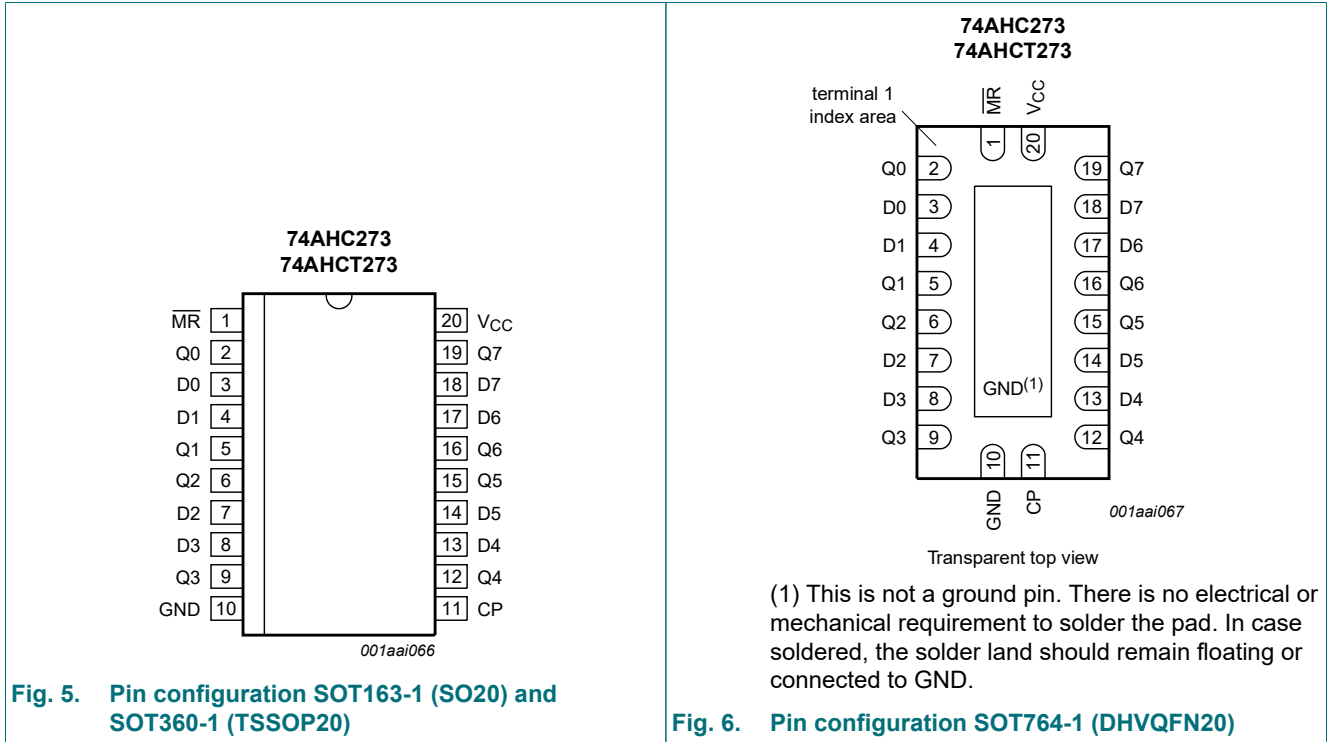 74AHC273
74AHCT273
MR 1 20 VCC
Q0 2 19 Q7
D0 3 18 D7
D1 4 17 D6
Q1 5 16 Q6
Q2 6 15 Q5
D2 7 14 D5
D3 8 13 D4
Q3 9 12 Q4
GND 10 11 CP
001aai066
Fig. 5. Pin configuration SOT163-1 (SO20) and
SOT360-1 (TSSOP20)
74AHC273
74AHCT273
terminal 1
index area
MR VCC
1 20
Q0 2 19 Q7
D0 3 18 D7
D1 4 17 D6
Q1 5 16 Q6
Q2 6 15 Q5
D2 7 14 D5
D3 8 GND(1) 13 D4
Q3 9 12 Q4
10 11
GND CP
001aai067
Transparent top view
(1) This is not a ground pin. There is no electrical or
mechanical requirement to solder the pad. In case
soldered, the solder land should remain floating or
connected to GND.
Fig. 6. Pin configuration SOT764-1 (DHVQFN20)